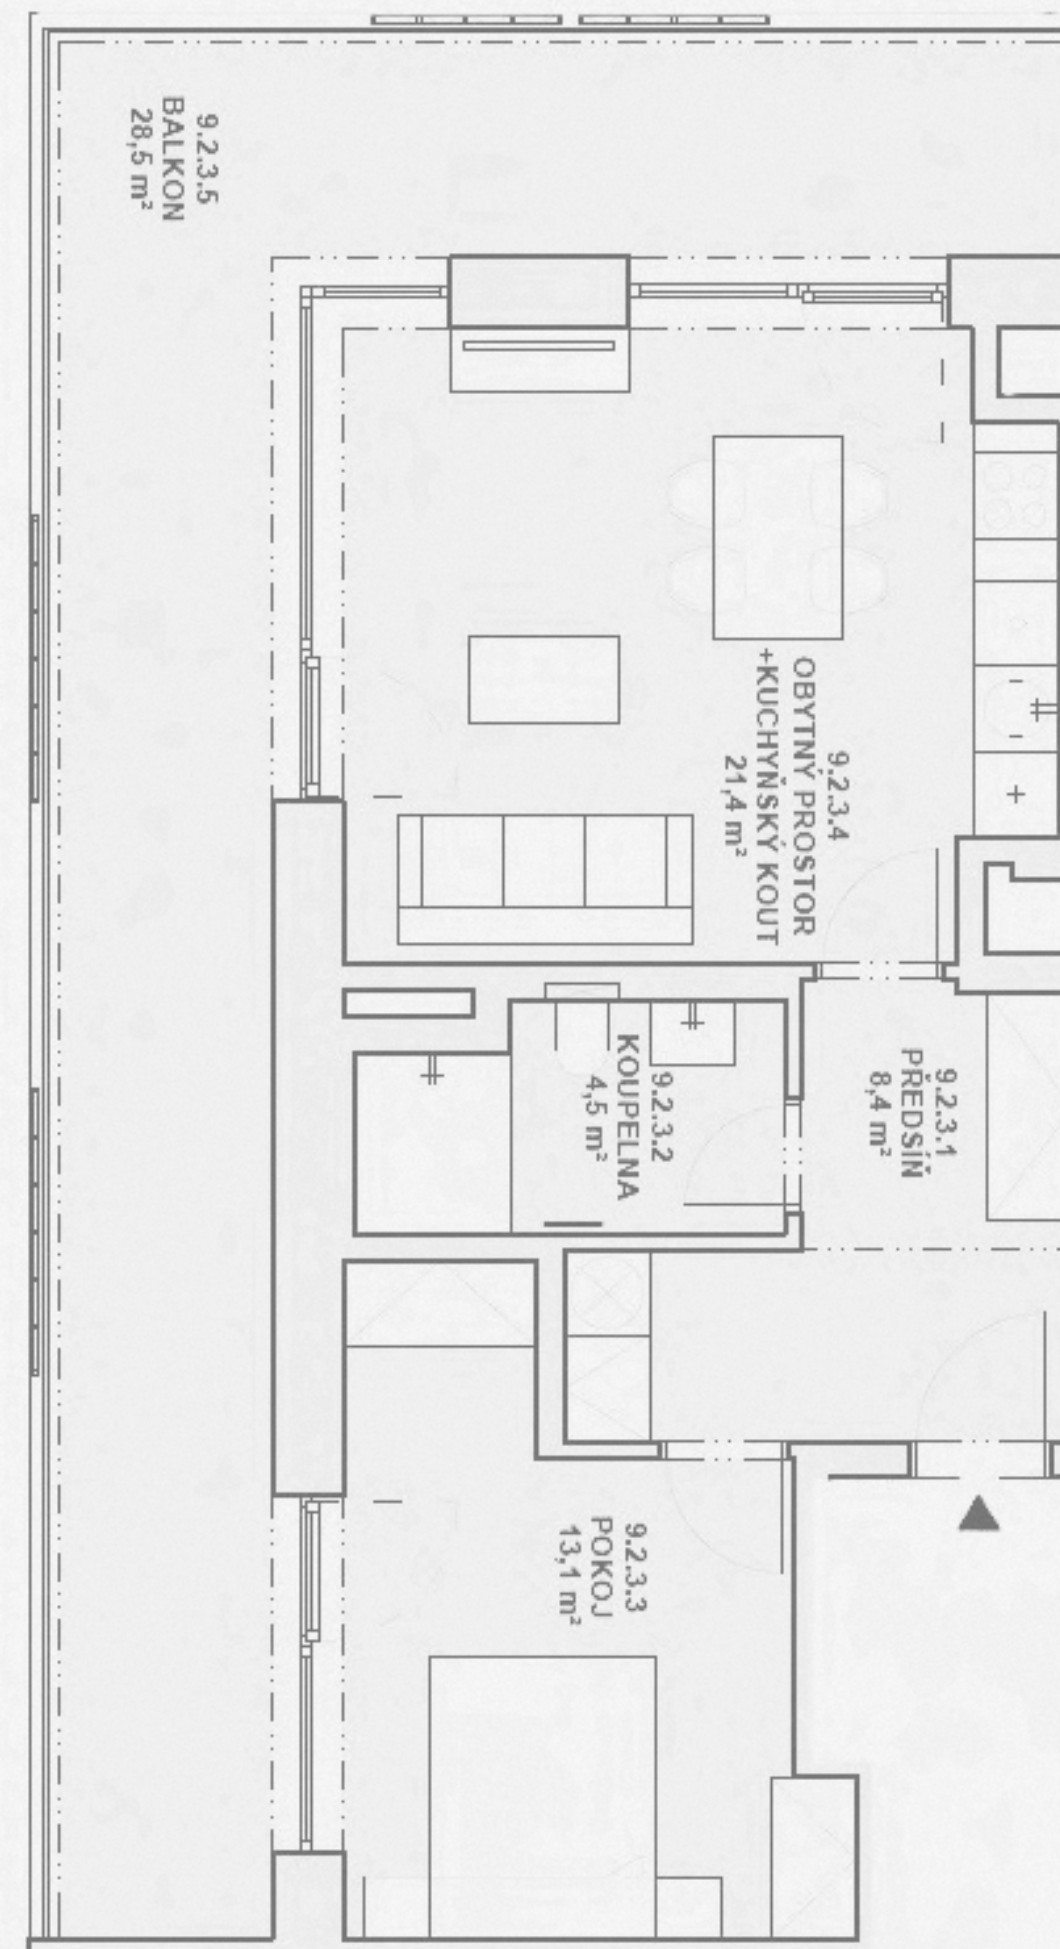 9.2.3.5
BALKON
28,5 m²
9.2.3.4
OBYTNÝ PROSTOR
+KUCHYŇSKÝ KOUT
21,4 m²
9.2.3.2
KOUPELNA
4,5 m²
9.2.3.1
PŘEDSÍŇ
8,4 m²
9.2.3.3
POKOJ
13,1 m²